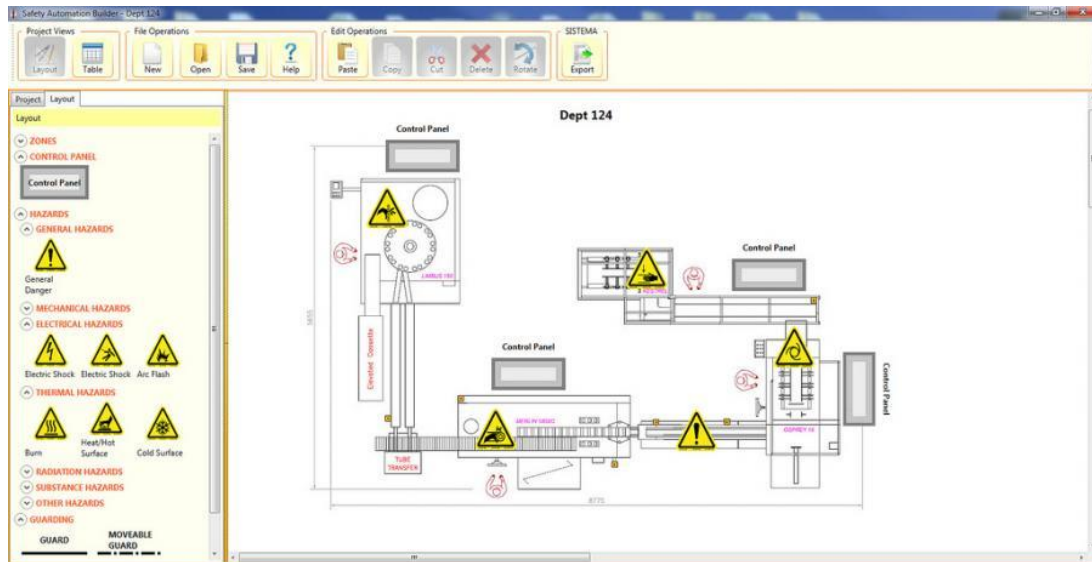 Safety Automation Builder - Dept 124
Project Views
File Operations
Edit Operations
SISTEMA
Layout
Table
New
Open
Save
Help
Paste
Copy
Cut
Delete
Rotate
Export
Project
Layout
Layout
ZONES
CONTROL PANEL
Control Panel
HAZARDS
GENERAL HAZARDS
General
Danger
MECHANICAL HAZARDS
ELECTRICAL HAZARDS
Electric Shock
Electric Shock
Arc Flash
THERMAL HAZARDS
Burn
Heat/Hot
Surface
Cold Surface
RADIATION HAZARDS
SUBSTANCE HAZARDS
OTHER HAZARDS
GUARDING
GUARD
MOVEABLE
GUARD
Dept 124
Control Panel
Control Panel
Control Panel
Control Panel
TUBE
TRANSFER
8775